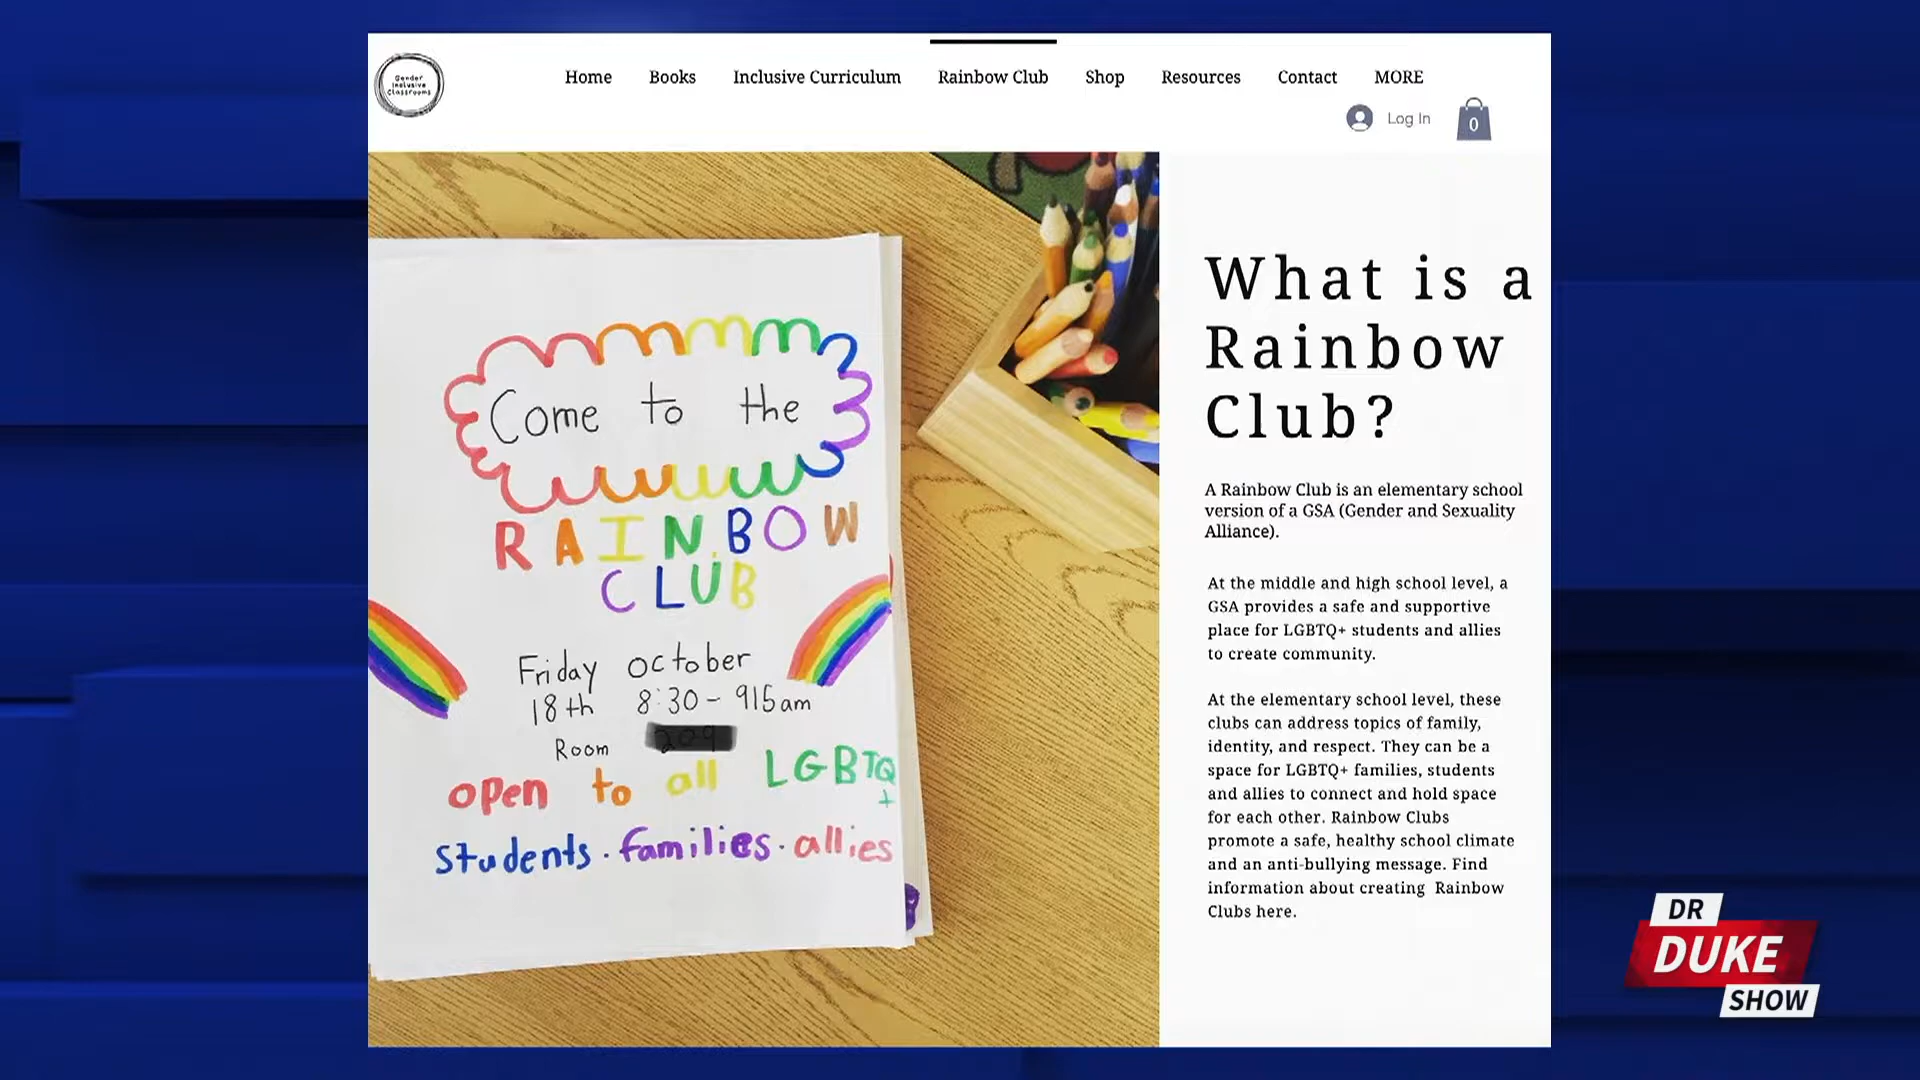 Gender
Inclusive
Classrooms
Home Books Inclusive Curriculum Rainbow Club Shop Resources Contact MORE
Log In 0
Come to the
RAINBOW
CLUB
Friday october
18th 8:30 - 915am
Room 209
open to all LGBTQ
+
students · families · allies
What is a
Rainbow
Club?
A Rainbow Club is an elementary school
version of a GSA (Gender and Sexuality
Alliance).
At the middle and high school level, a
GSA provides a safe and supportive
place for LGBTQ+ students and allies
to create community.
At the elementary school level, these
clubs can address topics of family,
identity, and respect. They can be a
space for LGBTQ+ families, students
and allies to connect and hold space
for each other. Rainbow Clubs
promote a safe, healthy school climate
and an anti-bullying message. Find
information about creating Rainbow
Clubs here.
DR
DUKE
SHOW